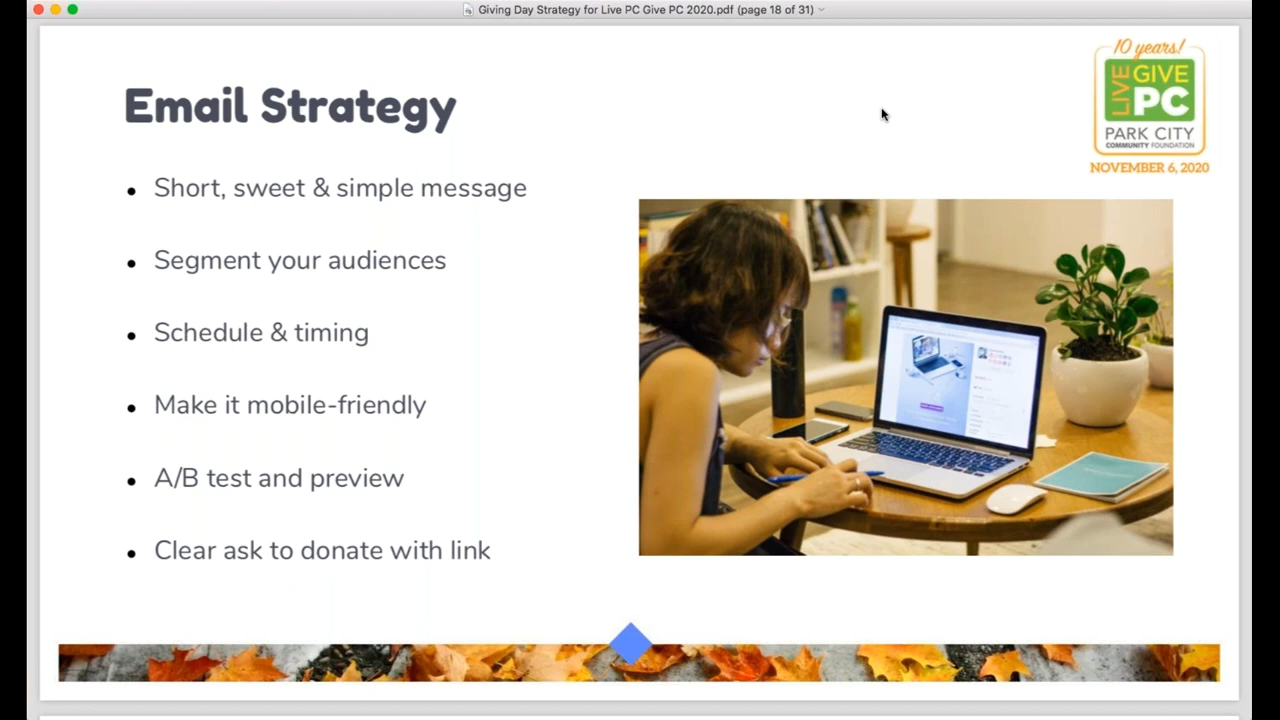 Giving Day Strategy for Live PC Give PC 2020.pdf (page 18 of 31)
10 years!
LIVE
GIVE
PC
PARK CITY
COMMUNITY FOUNDATION
NOVEMBER 6, 2020
Email Strategy
Short, sweet & simple message
Segment your audiences
Schedule & timing
Make it mobile-friendly
A/B test and preview
Clear ask to donate with link